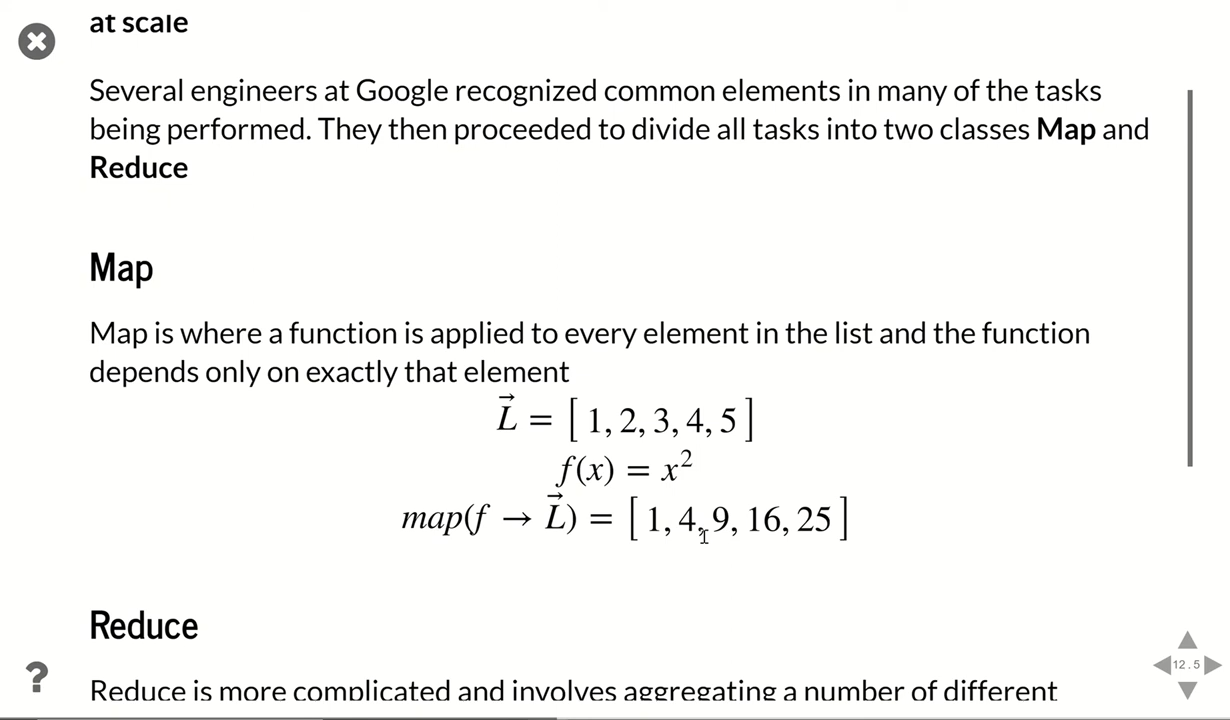 at scale
Several engineers at Google recognized common elements in many of the tasks
being performed. They then proceeded to divide all tasks into two classes Map and
Reduce
Map
Map is where a function is applied to every element in the list and the function
depends only on exactly that element
L⃗ = [ 1, 2, 3, 4, 5 ]
f(x) = x²
map(f → L⃗) = [ 1, 4, 9, 16, 25 ]
Reduce
?
Reduce is more complicated and involves aggregating a number of different
12.5